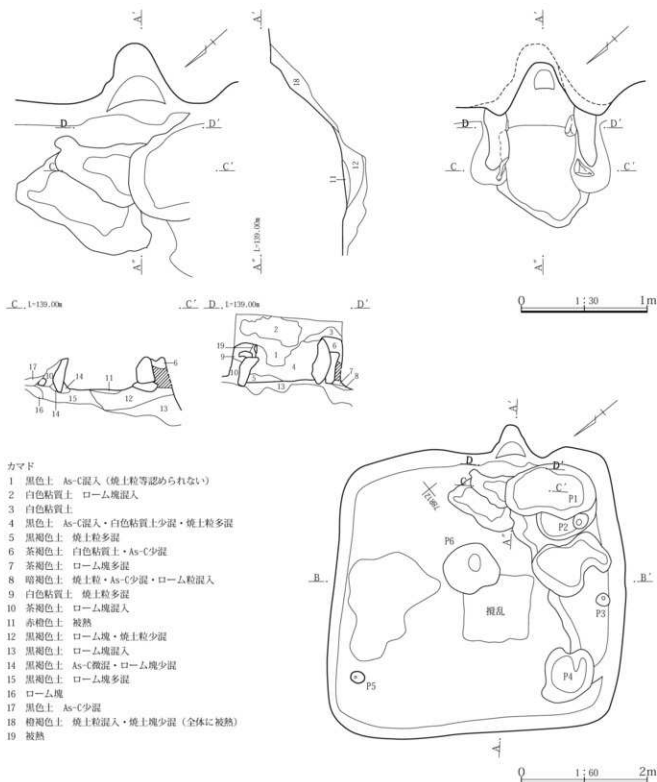 A′
A′
A′
18
D
D′
D
D′
C′
C
C′
12
11
A″
A″ L=139.00m
A″
C L=139.00m
C′
D L=139.00m
D′
0 1:30 1m
17
10
14
11
6
16
14
15
12
13
2
19
9
1
3
6
4
10
5
13
7
8
カマド
1 黒色土 As-C混入（焼土粒等認められない）
2 白色粘質土 ローム塊混入
3 白色粘質土
4 黒色土 As-C混入・白色粘質土少混・焼土粒多混
5 黒褐色土 焼土粒多混
6 茶褐色土 白色粘質土・As-C少混
7 茶褐色土 ローム塊多混
8 暗褐色土 焼土粒・As-C少混・ローム粒混入
9 白色粘質土 焼土粒多混
10 茶褐色土 ローム塊混入
11 赤橙色土 被熱
12 黒褐色土 ローム塊・焼土粒少混
13 黒褐色土 ローム塊混入
14 黒褐色土 As-C微混・ローム塊少混
15 黒褐色土 ローム塊多混
16 ローム塊
17 黒色土 As-C少混
18 橙褐色土 焼土粒混入・焼土塊少混（全体に被熱）
19 被熱
A′
D
D′
C
C′
P1
P2
A″
P6
B
B′
P3
撹乱
P4
P5
A
0 1:60 2m